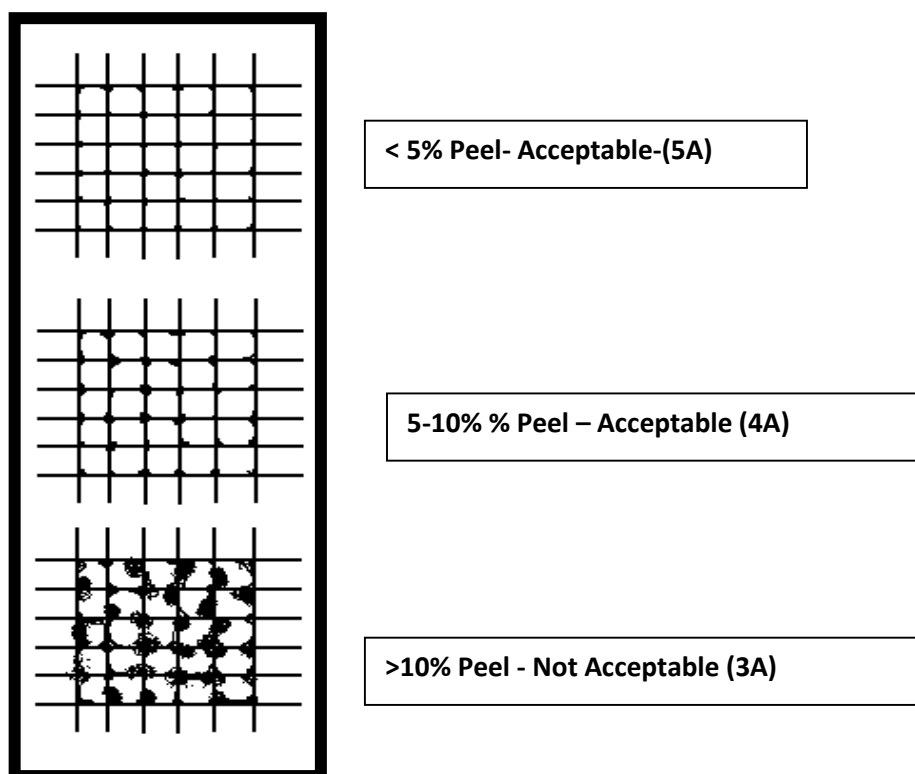 < 5% Peel- Acceptable-(5A)
5-10% % Peel – Acceptable (4A)
>10% Peel - Not Acceptable (3A)